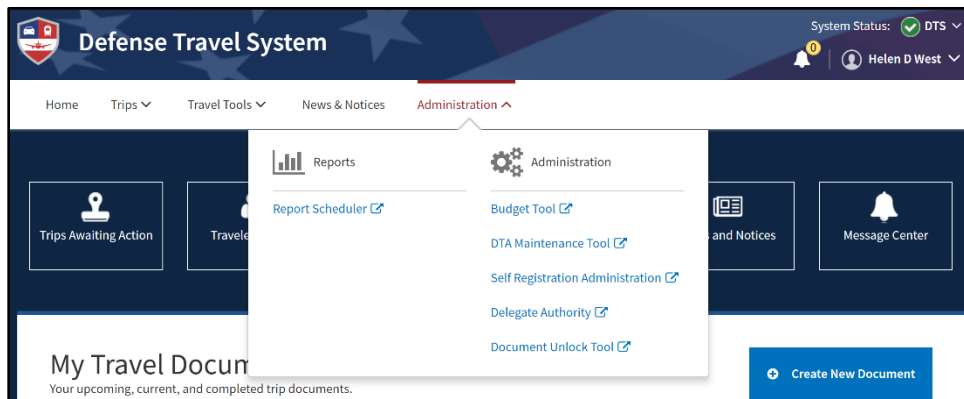 System Status: DTS
Defense Travel System
0
Helen D West
Home Trips Travel Tools News & Notices Administration
Reports Administration
Report Scheduler Budget Tool
Trips Awaiting Action and Notices Message Center
DTA Maintenance Tool
Self Registration Administration
Delegate Authority
Document Unlock Tool
My Travel
Your upcoming, current, and completed trip documents.
Create New Document